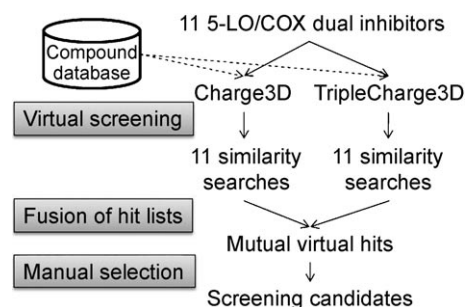 11 5-LO/COX dual inhibitors
Compound
database
Charge3D
TripleCharge3D
Virtual screening
11 similarity
searches
11 similarity
searches
Fusion of hit lists
Mutual virtual hits
Manual selection
Screening candidates